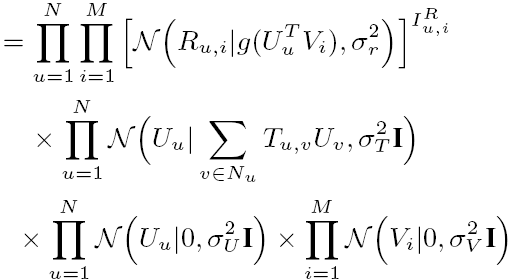 = ∏_{u=1}^{N} ∏_{i=1}^{M} [𝒩(R_{u,i}|g(U_u^T V_i), σ_r^2)]^{I_{u,i}^R}
× ∏_{u=1}^{N} 𝒩(U_u| ∑_{v∈N_u} T_{u,v}U_v, σ_T^2 𝐈)
× ∏_{u=1}^{N} 𝒩(U_u|0, σ_U^2 𝐈) × ∏_{i=1}^{M} 𝒩(V_i|0, σ_V^2 𝐈)